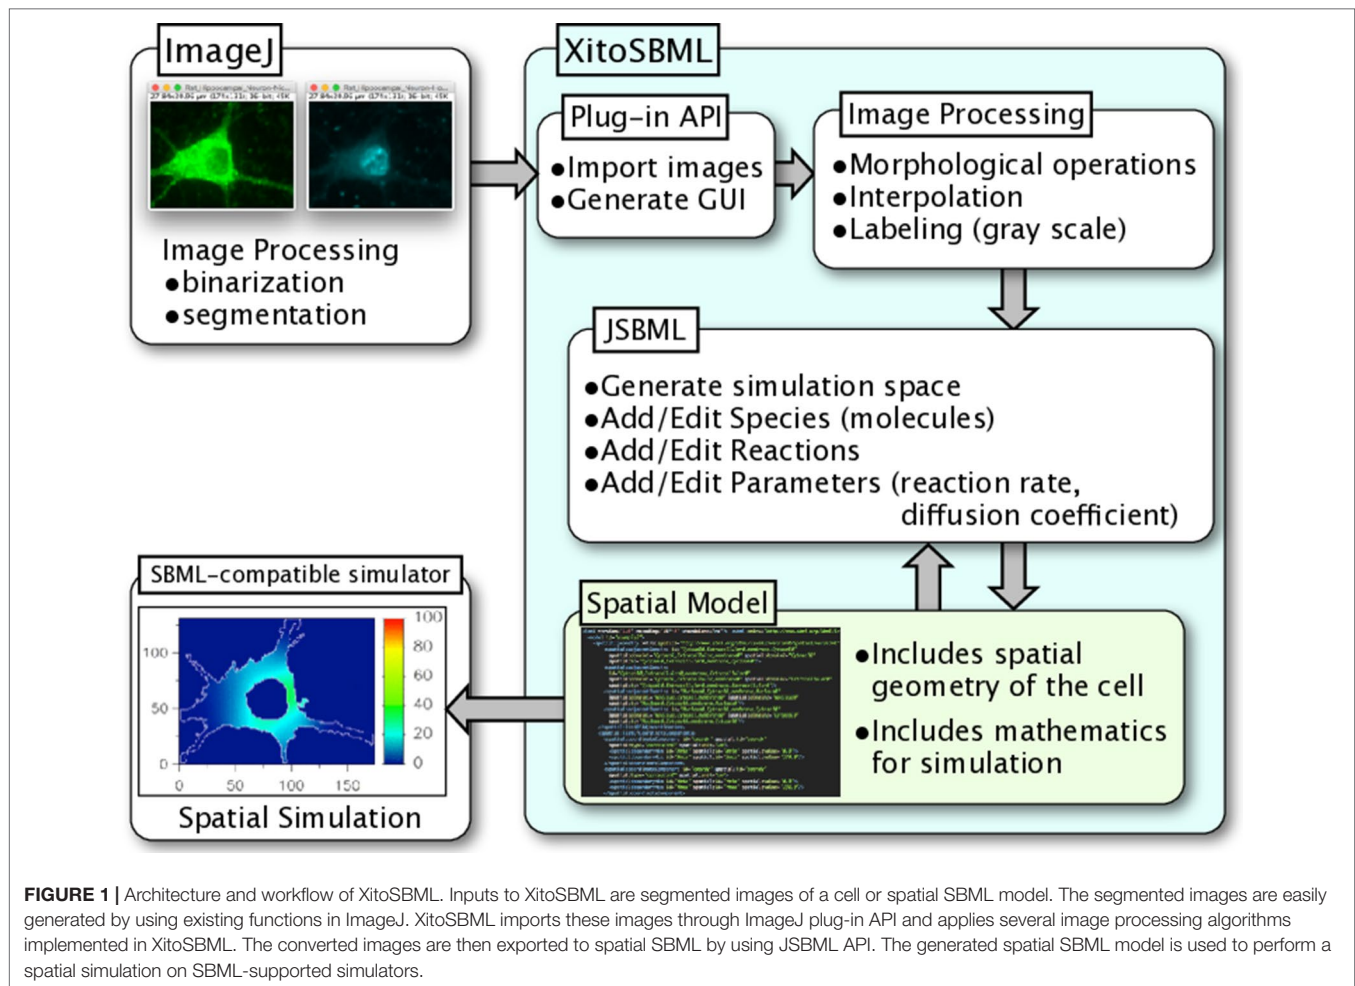 ImageJ
XitoSBML
Image Processing
●binarization
●segmentation
Plug-in API
●Import images
●Generate GUI
Image Processing
●Morphological operations
●Interpolation
●Labeling (gray scale)
JSBML
●Generate simulation space
●Add/Edit Species (molecules)
●Add/Edit Reactions
●Add/Edit Parameters (reaction rate,
diffusion coefficient)
Spatial Model
●Includes spatial
geometry of the cell
●Includes mathematics
for simulation
SBML-compatible simulator
100
50
0
0 50 100 150
100
80
60
40
20
0
Spatial Simulation
FIGURE 1 | Architecture and workflow of XitoSBML. Inputs to XitoSBML are segmented images of a cell or spatial SBML model. The segmented images are easily
generated by using existing functions in ImageJ. XitoSBML imports these images through ImageJ plug-in API and applies several image processing algorithms
implemented in XitoSBML. The converted images are then exported to spatial SBML by using JSBML API. The generated spatial SBML model is used to perform a
spatial simulation on SBML-supported simulators.